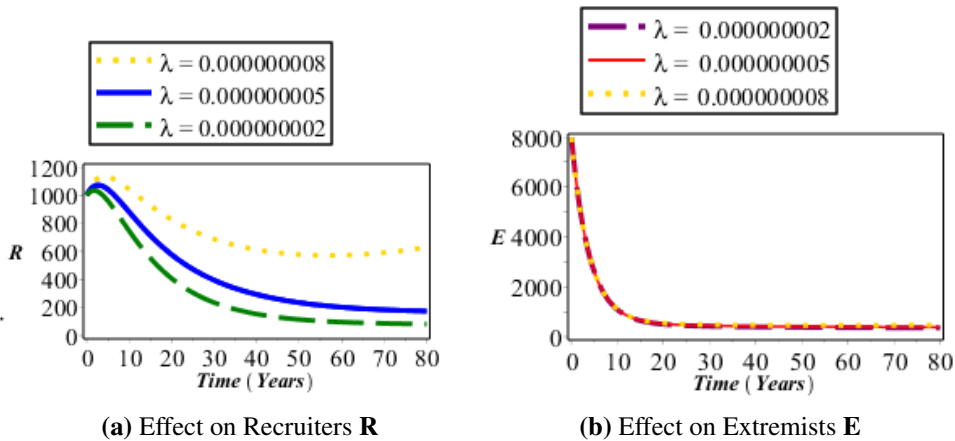 λ = 0.000000008
λ = 0.000000005
λ = 0.000000002
1200
1000
800
600
400
200
0
R
0 10 20 30 40 50 60 70 80
Time (Years)
(a) Effect on Recruiters R
λ = 0.000000002
λ = 0.000000005
λ = 0.000000008
8000
6000
E 4000
2000
0
0 10 20 30 40 50 60 70 80
Time (Years)
(b) Effect on Extremists E